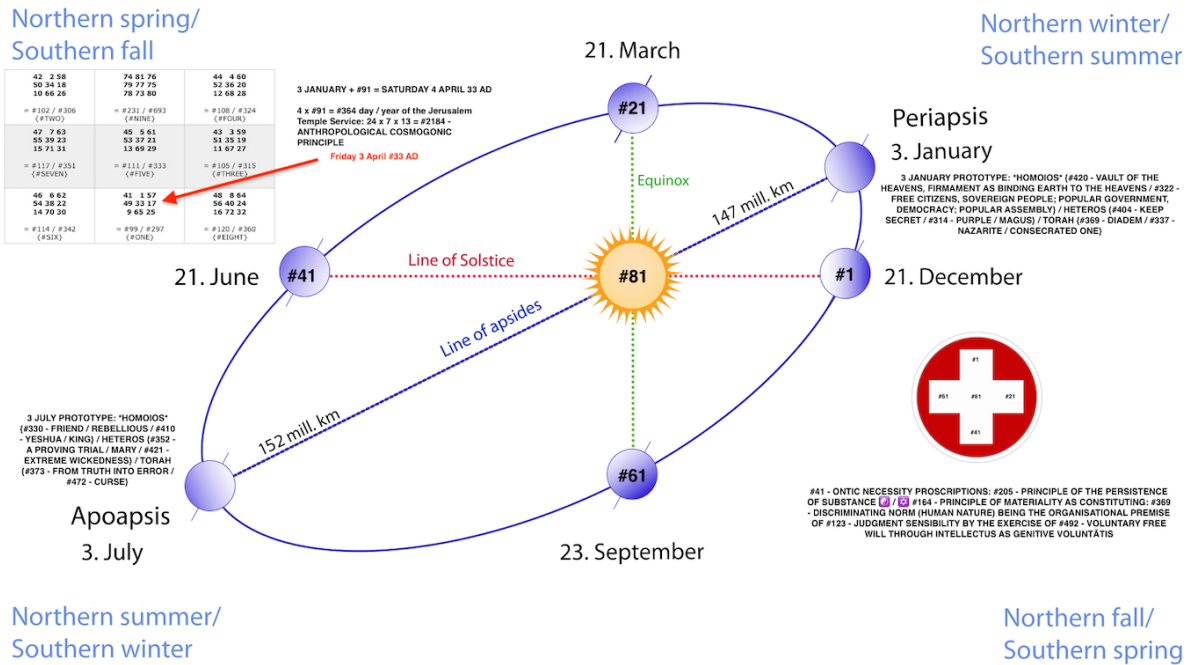 Northern spring/
Southern fall
Northern winter/
Southern summer
42 2 58
50 34 18
10 66 26
= #102 / #306
{#TWO}
74 81 76
79 77 75
78 73 80
= #231 / #693
{#NINE}
44 4 60
52 36 20
12 68 28
= #108 / #324
{#FOUR}
47 7 63
55 39 23
15 71 31
= #117 / #351
{#SEVEN}
45 5 61
53 37 21
13 69 29
= #111 / #333
{#FIVE}
43 3 59
51 35 19
11 67 27
= #105 / #315
{#THREE}
46 6 62
54 38 22
14 70 30
= #114 / #342
{#SIX}
41 1 57
49 33 17
9 65 25
= #99 / #297
{#ONE}
48 8 64
56 40 24
16 72 32
= #120 / #360
{#EIGHT}
3 JANUARY + #91 = SATURDAY 4 APRIL 33 AD
4 x #91 = #364 day / year of the Jerusalem
Temple Service: 24 x 7 x 13 = #2184 -
ANTHROPOLOGICAL COSMOGONIC
PRINCIPLE
Friday 3 April #33 AD
21. March
#21
Periapsis
3. January
3 JANUARY PROTOTYPE: *HOMOIOS* {#420 - VAULT OF THE
HEAVENS, FIRMAMENT AS BINDING EARTH TO THE HEAVENS / #322 -
FREE CITIZENS, SOVEREIGN PEOPLE; POPULAR GOVERNMENT,
DEMOCRACY; POPULAR ASSEMBLY} / HETEROS {#404 - KEEP
SECRET / #314 - PURPLE / MAGUS} / TORAH {#369 - DIADEM / #337 -
NAZARITE / CONSECRATED ONE}
Equinox
147 mill. km
21. June
#41
Line of Solstice
#81
#1
21. December
Line of apsides
152 mill. km
3 JULY PROTOTYPE: *HOMOIOS*
{#330 - FRIEND / REBELLIOUS / #410
- YESHUA / KING} / HETEROS {#352 -
A PROVING TRIAL / MARY / #421 -
EXTREME WICKEDNESS} / TORAH
{#373 - FROM TRUTH INTO ERROR /
#472 - CURSE}
Apoapsis
3. July
#61
23. September
#1
#61 #81 #21
#41
#41 - ONTIC NECESSITY PROSCRIPTIONS: #205 - PRINCIPLE OF THE PERSISTENCE
OF SUBSTANCE ☯ / ✡ #164 - PRINCIPLE OF MATERIALITY AS CONSTITUTING: #369
- DISCRIMINATING NORM (HUMAN NATURE) BEING THE ORGANISATIONAL PREMISE
OF #123 - JUDGMENT SENSIBILITY BY THE EXERCISE OF #492 - VOLUNTARY FREE
WILL THROUGH INTELLECTUS AS GENITIVE VOLUNTĀTIS
Northern summer/
Southern winter
Northern fall/
Southern spring